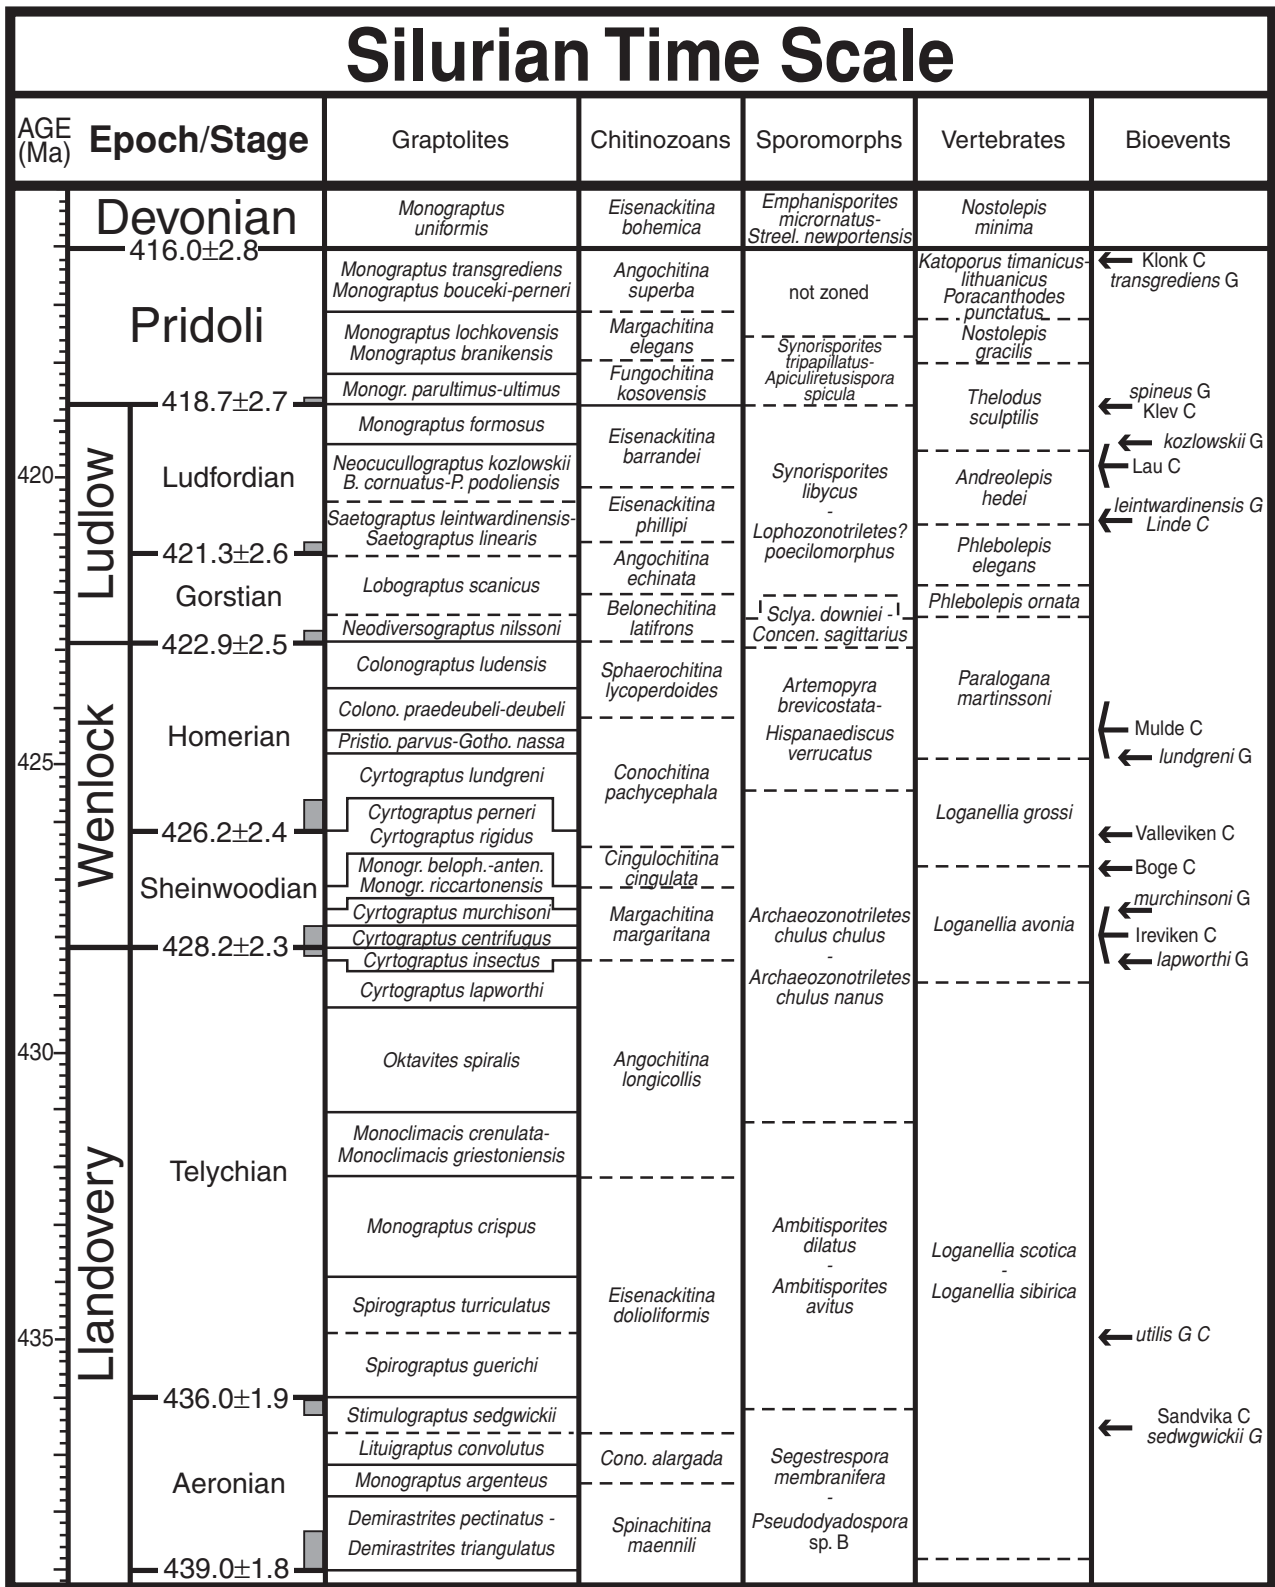 Silurian Time Scale
AGE
(Ma)
Epoch/Stage
Graptolites
Chitinozoans
Sporomorphs
Vertebrates
Bioevents
Devonian
416.0±2.8
Pridoli
418.7±2.7
Ludlow
Ludfordian
421.3±2.6
Gorstian
422.9±2.5
Wenlock
Homerian
426.2±2.4
Sheinwoodian
428.2±2.3
Llandovery
Telychian
436.0±1.9
Aeronian
439.0±1.8
420
425
430
435
Monograptus
uniformis
Monograptus transgrediens
Monograptus bouceki-perneri
Monograptus lochkovensis
Monograptus branikensis
Monogr. parultimus-ultimus
Monograptus formosus
Neocucullograptus kozlowskii
B. cornuatus-P. podoliensis
Saetograptus leintwardinensis-
Saetograptus linearis
Lobograptus scanicus
Neodiversograptus nilssoni
Colonograptus ludensis
Colono. praedeubeli-deubeli
Pristio. parvus-Gotho. nassa
Cyrtograptus lundgreni
Cyrtograptus perneri
Cyrtograptus rigidus
Monogr. beloph.-anten.
Monogr. riccartonensis
Cyrtograptus murchisoni
Cyrtograptus centrifugus
Cyrtograptus insectus
Cyrtograptus lapworthi
Oktavites spiralis
Monoclimacis crenulata-
Monoclimacis griestoniensis
Monograptus crispus
Spirograptus turriculatus
Spirograptus guerichi
Stimulograptus sedgwickii
Lituigraptus convolutus
Monograptus argenteus
Demirastrites pectinatus -
Demirastrites triangulatus
Eisenackitina
bohemica
Angochitina
superba
Margachitina
elegans
Fungochitina
kosovensis
Eisenackitina
barrandei
Eisenackitina
phillipi
Angochitina
echinata
Belonechitina
latifrons
Sphaerochitina
lycoperdoides
Conochitina
pachycephala
Cingulochitina
cingulata
Margachitina
margaritana
Angochitina
longicollis
Eisenackitina
dolioliformis
Cono. alargada
Spinachitina
maennili
Emphanisporites
micrornatus-
Streel. newportensis
not zoned
Synorisporites
tripapillatus-
Apiculiretusispora
spicula
Synorisporites
libycus
-
Lophozonotriletes?
poecilomorphus
Sclya. downiei -
Concen. sagittarius
Artemopyra
brevicostata-
Hispanaediscus
verrucatus
Archaeozonotriletes
chulus chulus
-
Archaeozonotriletes
chulus nanus
Ambitisporites
dilatus
-
Ambitisporites
avitus
Segestrespora
membranifera
-
Pseudodyadospora
sp. B
Nostolepis
minima
Katoporus timanicus-
lithuanicus
Poracanthodes
punctatus
Nostolepis
gracilis
Thelodus
sculptilis
Andreolepis
hedei
Phlebolepis
elegans
Phlebolepis ornata
Paralogana
martinssoni
Loganellia grossi
Loganellia avonia
Loganellia scotica
-
Loganellia sibirica
Klonk C
transgrediens G
spineus G
Klev C
kozlowskii G
Lau C
leintwardinensis G
Linde C
Mulde C
lundgreni G
Valleviken C
Boge C
murchinsoni G
Ireviken C
lapworthi G
utilis G C
Sandvika C
sedwgwickii G